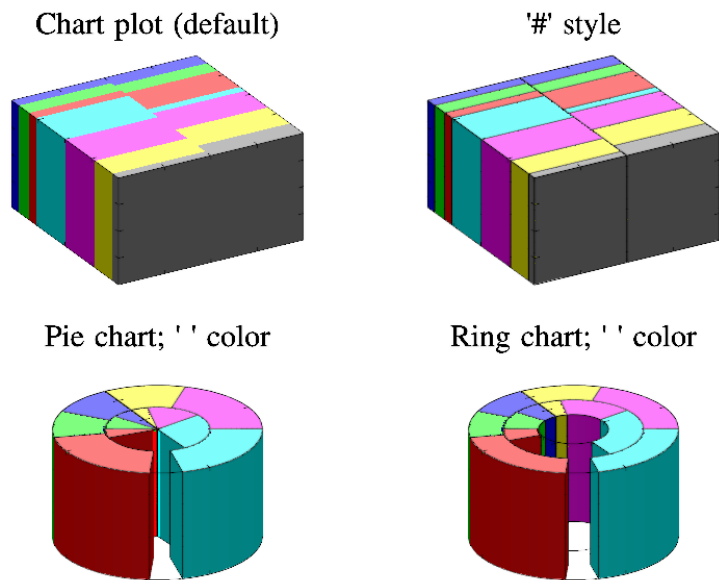 Chart plot (default)
'#' style
Pie chart; ' ' color
Ring chart; ' ' color